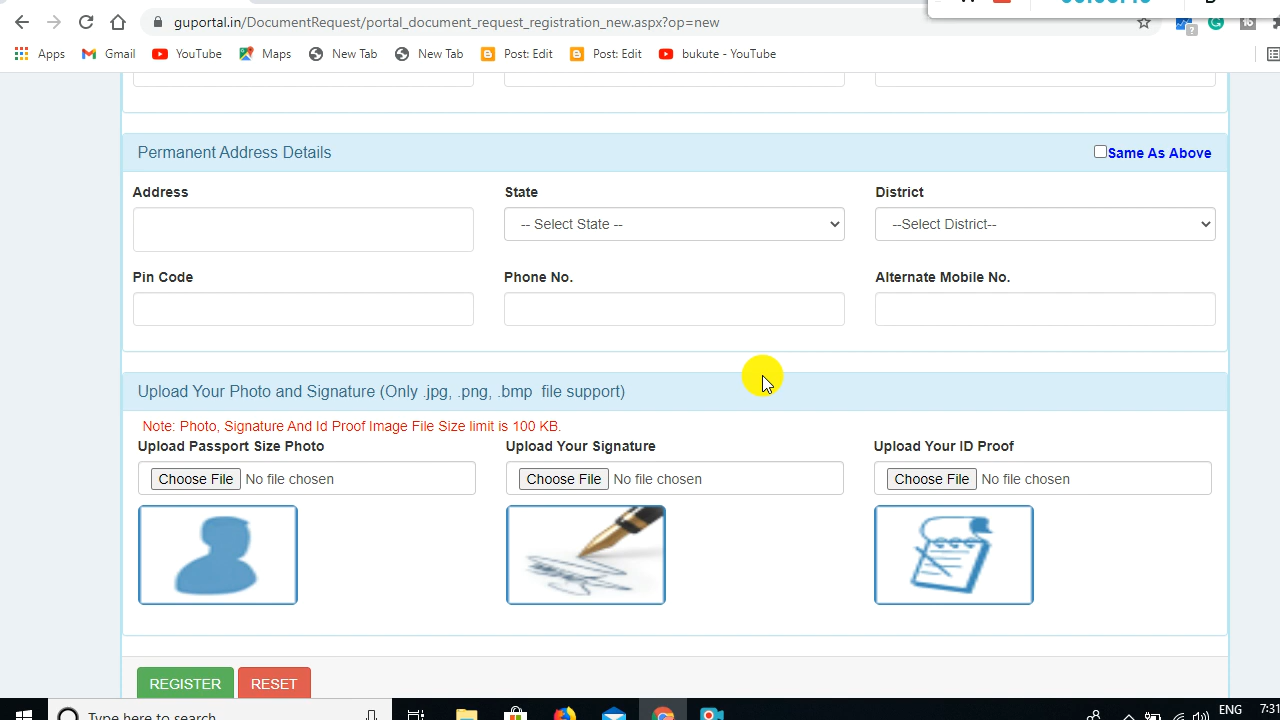 guportal.in/DocumentRequest/portal_document_request_registration_new.aspx?op=new
Apps Gmail YouTube Maps New Tab New Tab Post: Edit Post: Edit bukute - YouTube
Permanent Address Details Same As Above
Address State District
-- Select State -- --Select District--
Pin Code Phone No. Alternate Mobile No.
Upload Your Photo and Signature (Only .jpg, .png, .bmp file support)
Note: Photo, Signature And Id Proof Image File Size limit is 100 KB.
Upload Passport Size Photo Upload Your Signature Upload Your ID Proof
Choose File No file chosen Choose File No file chosen Choose File No file chosen
REGISTER RESET
Type here to search ENG 7:31